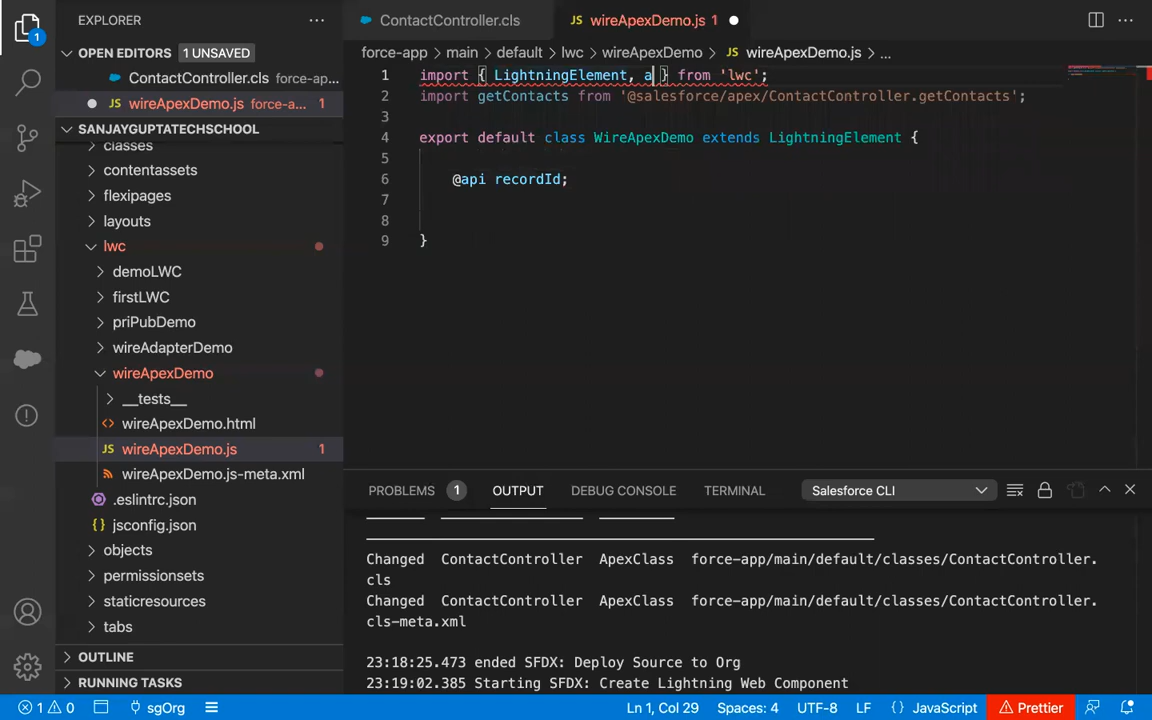 EXPLORER
ContactController.cls
JS wireApexDemo.js 1
OPEN EDITORS 1 UNSAVED
force-app > main > default > lwc > wireApexDemo > JS wireApexDemo.js > ...
ContactController.cls force-ap...
1 import { LightningElement, a } from 'lwc';
JS wireApexDemo.js force-a... 1
2 import getContacts from '@salesforce/apex/ContactController.getContacts';
SANJAYGUPTATECHSCHOOL
3
classes
4 export default class WireApexDemo extends LightningElement {
contentassets
5
flexipages
6 @api recordId;
layouts
7
lwc
8
demoLWC
9 }
firstLWC
priPubDemo
wireAdapterDemo
wireApexDemo
__tests__
wireApexDemo.html
JS wireApexDemo.js 1
wireApexDemo.js-meta.xml
.eslintrc.json
{} jsconfig.json
objects
permissionsets
staticresources
tabs
OUTLINE
RUNNING TASKS
PROBLEMS 1 OUTPUT DEBUG CONSOLE TERMINAL Salesforce CLI
Changed ContactController ApexClass force-app/main/default/classes/ContactController.
cls
Changed ContactController ApexClass force-app/main/default/classes/ContactController.
cls-meta.xml
23:18:25.473 ended SFDX: Deploy Source to Org
23:19:02.385 Starting SFDX: Create Lightning Web Component
1 0 sgOrg Ln 1, Col 29 Spaces: 4 UTF-8 LF {} JavaScript Prettier